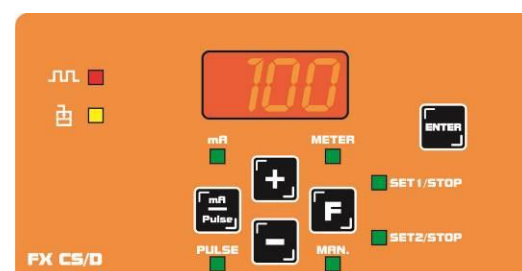 100
ENTER
mA METER
+
mA
Pulse
F
SET1/STOP
-
SET2/STOP
PULSE MAN.
FX CS/D